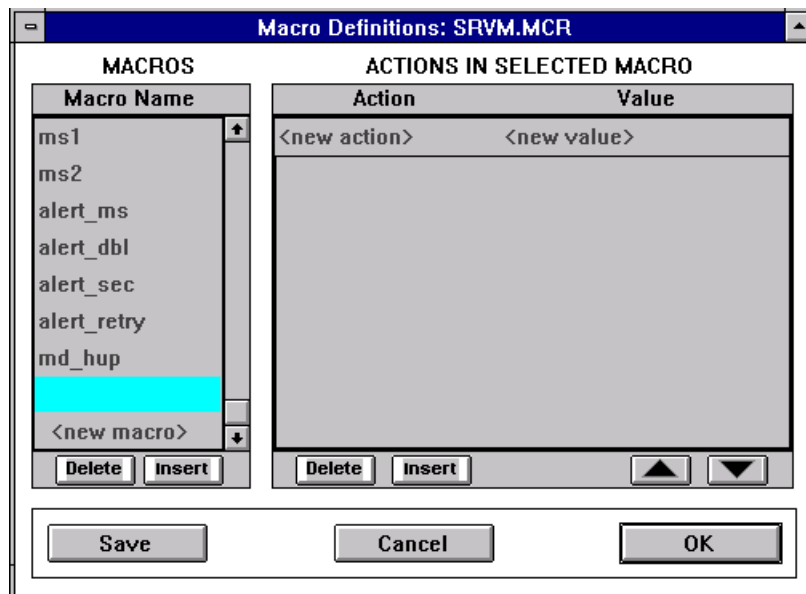 Macro Definitions: SRVM.MCR
MACROS
ACTIONS IN SELECTED MACRO
Macro Name
Action Value
ms1
ms2
alert_ms
alert_dbl
alert_sec
alert_retry
md_hup
<new macro>
<new action> <new value>
Delete Insert
Delete Insert
Save Cancel OK